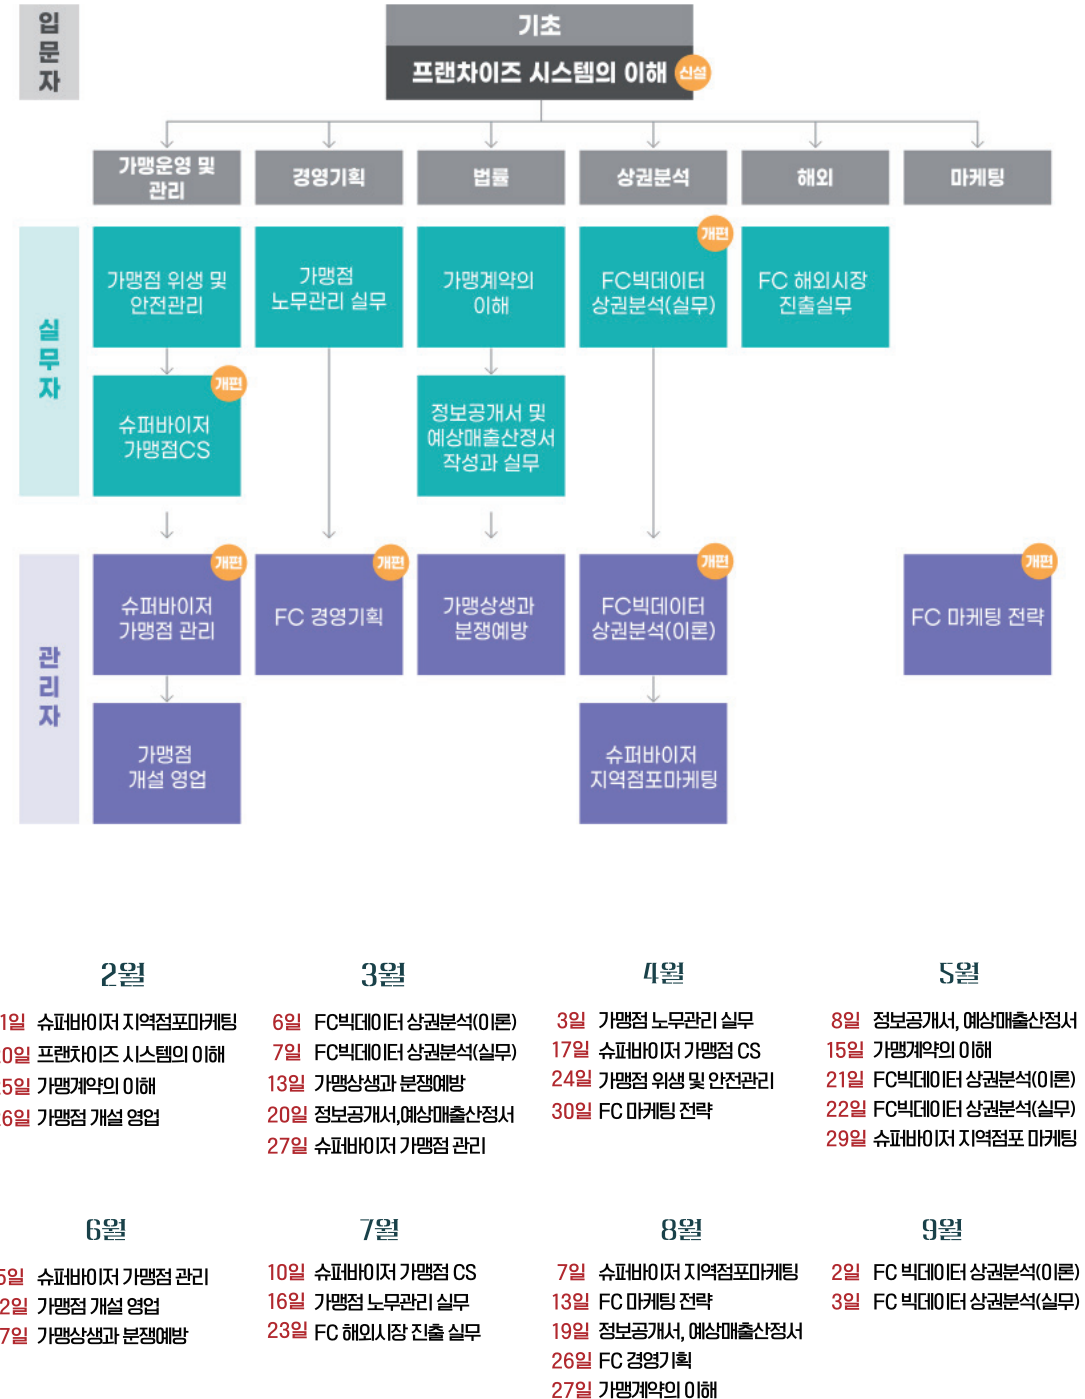 입문자
기초
프랜차이즈 시스템의 이해 신설
가맹운영 및
관리
경영기획
법률
상권분석
해외
마케팅
실무자
가맹점 위생 및
안전관리
가맹점
노무관리 실무
가맹계약의
이해
개편
FC빅데이터
상권분석(실무)
FC 해외시장
진출실무
개편
슈퍼바이저
가맹점CS
정보공개서 및
예상매출산정서
작성과 실무
관리자
개편
슈퍼바이저
가맹점 관리
개편
FC 경영기획
가맹상생과
분쟁예방
개편
FC빅데이터
상권분석(이론)
개편
FC 마케팅 전략
가맹점
개설 영업
슈퍼바이저
지역점포마케팅
2월
1일 슈퍼바이저 지역점포마케팅
20일 프랜차이즈 시스템의 이해
25일 가맹계약의 이해
26일 가맹점 개설 영업
3월
6일 FC빅데이터 상권분석(이론)
7일 FC빅데이터 상권분석(실무)
13일 가맹상생과 분쟁예방
20일 정보공개서,예상매출산정서
27일 슈퍼바이저 가맹점 관리
4월
3일 가맹점 노무관리 실무
17일 슈퍼바이저 가맹점 CS
24일 가맹점 위생 및 안전관리
30일 FC 마케팅 전략
5월
8일 정보공개서, 예상매출산정서
15일 가맹계약의 이해
21일 FC빅데이터 상권분석(이론)
22일 FC빅데이터 상권분석(실무)
29일 슈퍼바이저 지역점포 마케팅
6월
5일 슈퍼바이저 가맹점 관리
2일 가맹점 개설 영업
7일 가맹상생과 분쟁예방
7월
10일 슈퍼바이저 가맹점 CS
16일 가맹점 노무관리 실무
23일 FC 해외시장 진출 실무
8월
7일 슈퍼바이저 지역점포마케팅
13일 FC 마케팅 전략
19일 정보공개서, 예상매출산정서
26일 FC 경영기획
27일 가맹계약의 이해
9월
2일 FC 빅데이터 상권분석(이론)
3일 FC 빅데이터 상권분석(실무)